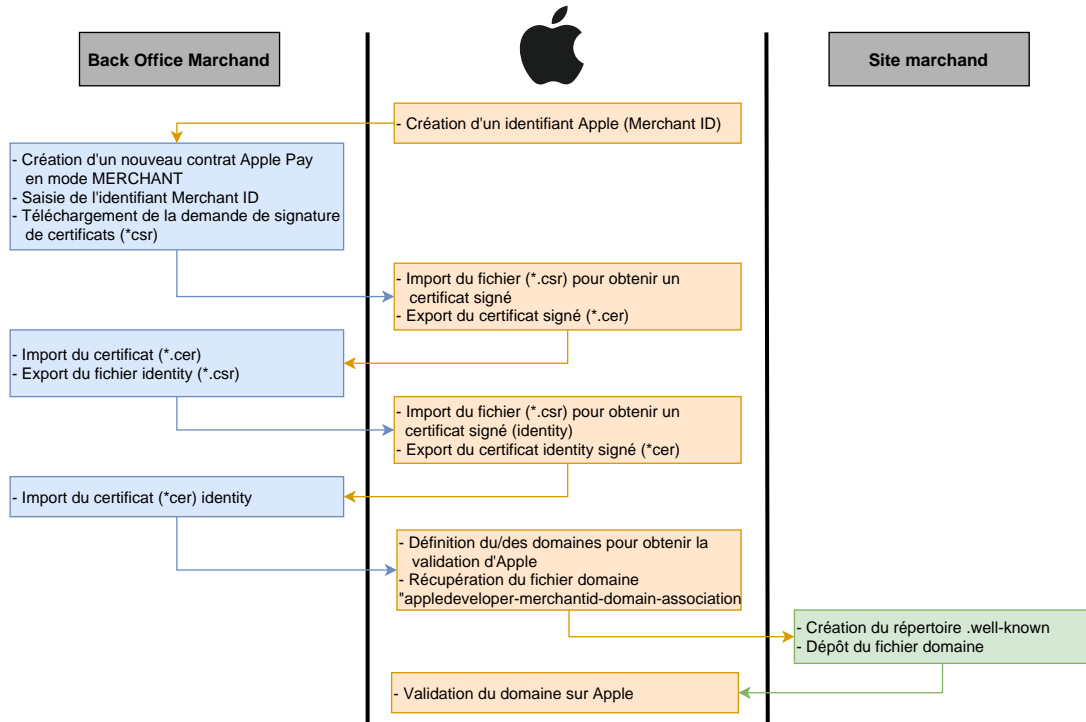 Back Office Marchand
Site marchand
- Création d'un identifiant Apple (Merchant ID)
- Création d'un nouveau contrat Apple Pay
en mode MERCHANT
- Saisie de l'identifiant Merchant ID
- Téléchargement de la demande de signature
de certificats (*csr)
- Import du fichier (*.csr) pour obtenir un
certificat signé
- Export du certificat signé (*.cer)
- Import du certificat (*.cer)
- Export du fichier identity (*.csr)
- Import du fichier (*.csr) pour obtenir un
certificat signé (identity)
- Export du certificat identity signé (*cer)
- Import du certificat (*cer) identity
- Définition du/des domaines pour obtenir la
validation d'Apple
- Récupération du fichier domaine
"appledeveloper-merchantid-domain-association
- Création du répertoire .well-known
- Dépôt du fichier domaine
- Validation du domaine sur Apple